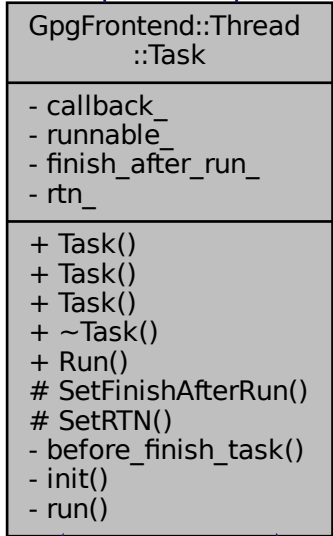 GpgFrontend::Thread
::Task
- callback_
- runnable_
- finish_after_run_
- rtn_
+ Task()
+ Task()
+ Task()
+ ~Task()
+ Run()
# SetFinishAfterRun()
# SetRTN()
- before_finish_task()
- init()
- run()